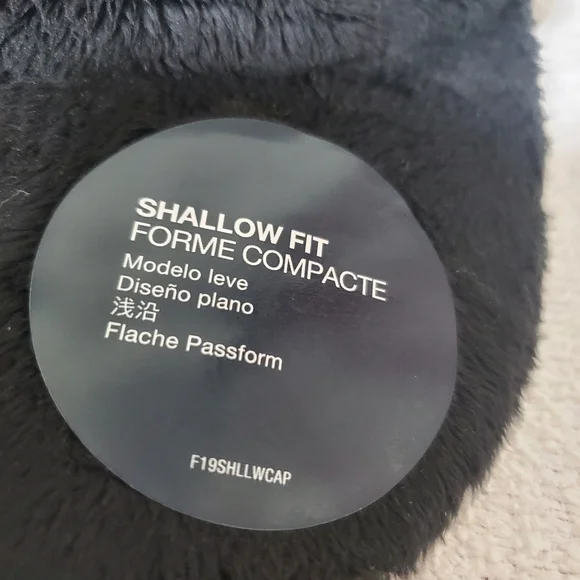 SHALLOW FIT
FORME COMPACTE
Modelo leve
Diseño plano
浅沿
Flache Passform
F19SHLLWCAP